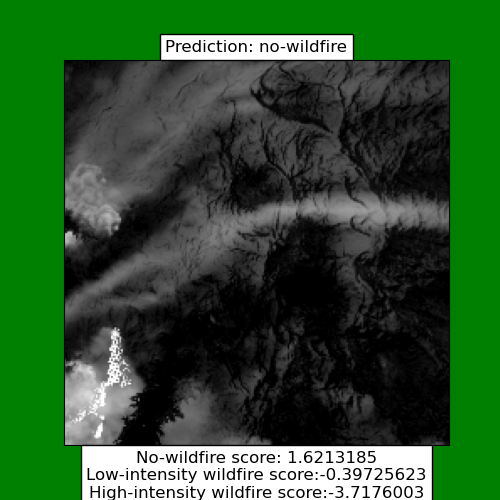 Prediction: no-wildfire
No-wildfire score: 1.6213185
Low-intensity wildfire score:-0.39725623
High-intensity wildfire score:-3.7176003